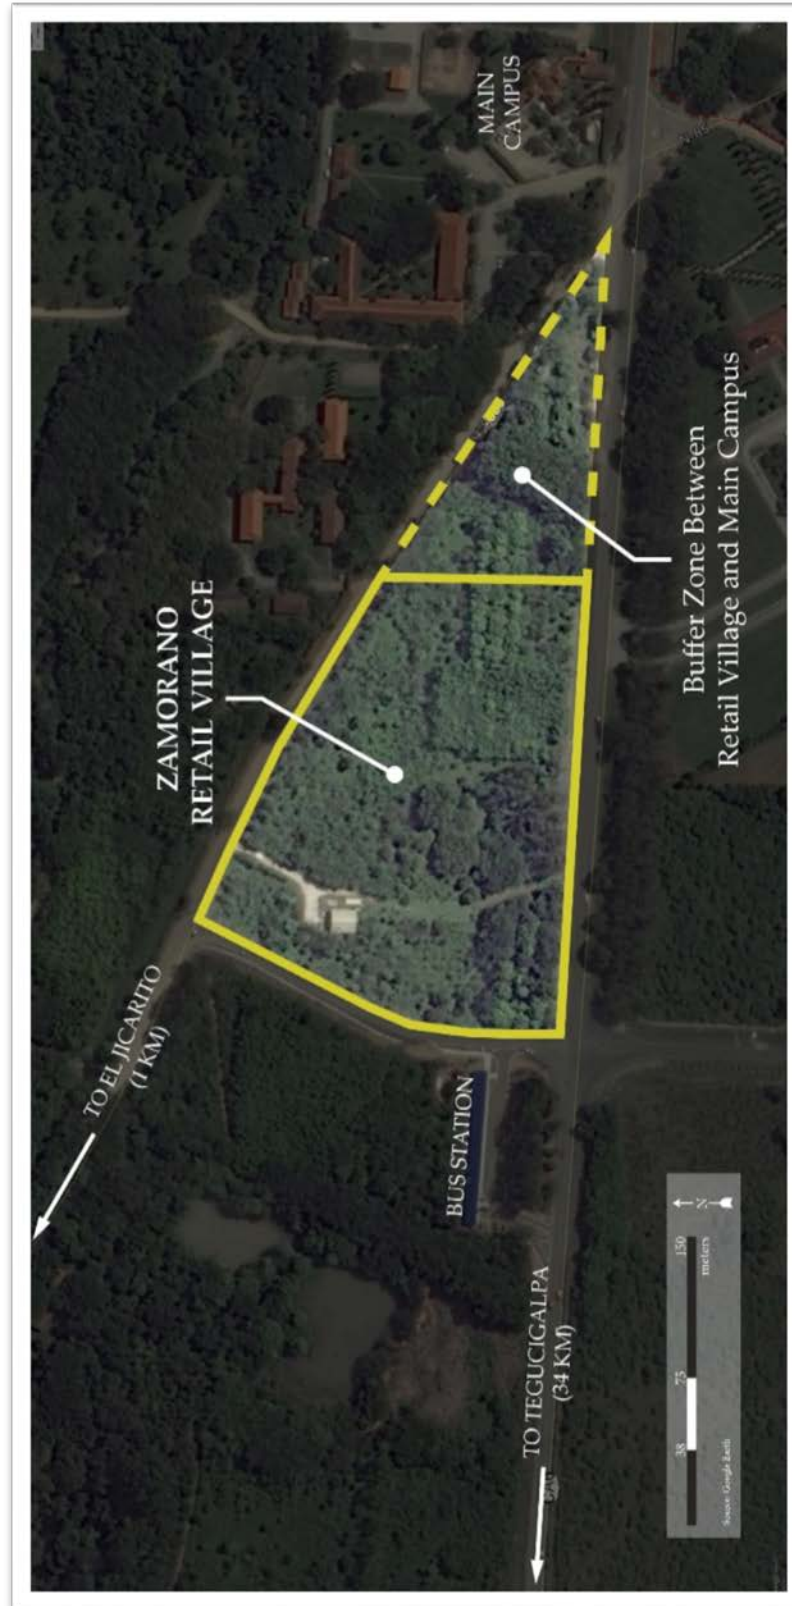 MAIN
CAMPUS
ZAMORANO
RETAIL VILLAGE
Buffer Zone Between
Retail Village and Main Campus
TO EL JICARITO
(1 KM)
BUS STATION
TO TEGUCIGALPA
(34 KM)
38 75 150
meters
N
Source: Google Earth